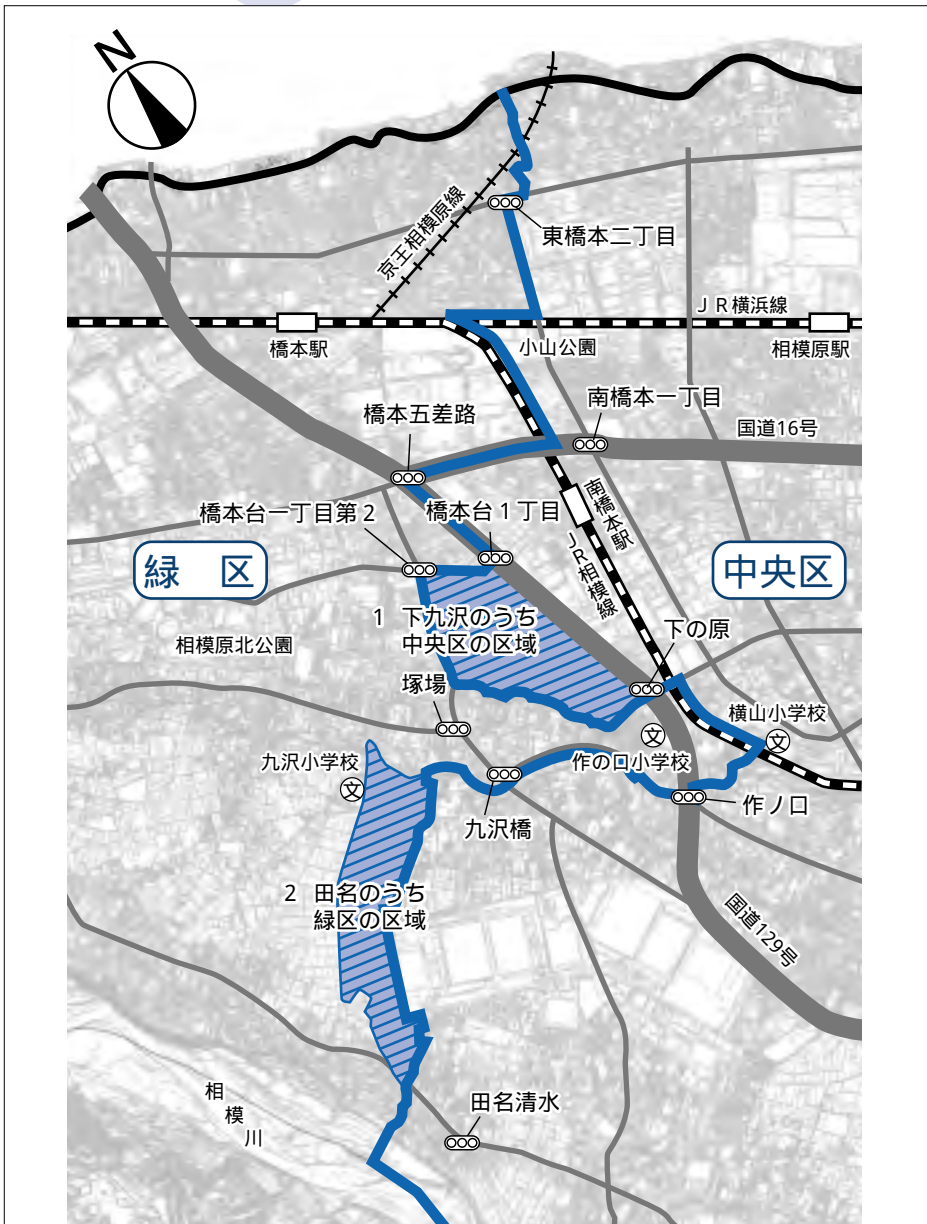 N
京王相模原線
東橋本二丁目
JR横浜線
橋本駅
小山公園
相模原駅
橋本五差路
南橋本一丁目
国道16号
橋本台一丁目第2
橋本台1丁目
南橋本駅
JR相模線
緑 区
中央区
1 下九沢のうち
中央区の区域
下の原
相模原北公園
塚場
横山小学校
文
文
九沢小学校
文
作の口小学校
作ノ口
九沢橋
2 田名のうち
緑区の区域
国道129号
相模川
田名清水